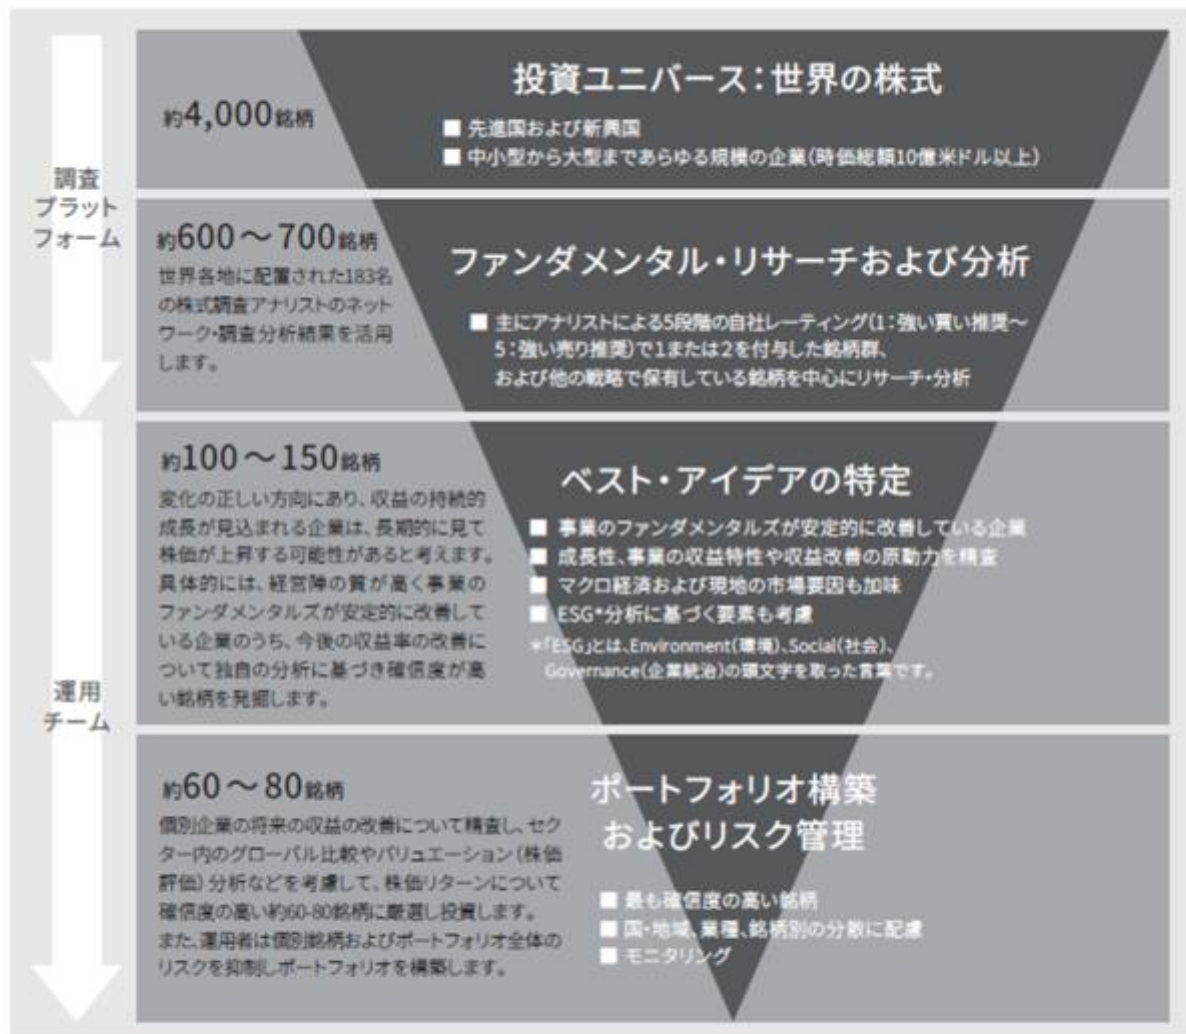 調査
プラット
フォーム
約4,000銘柄
投資ユニバース：世界の株式
■ 先進国および新興国
■ 中小型から大型まであらゆる規模の企業(時価総額10億米ドル以上)
約600～700銘柄
世界各地に配置された183名
の株式調査アナリストのネット
ワーク・調査分析結果を活用
します。
ファンダメンタル・リサーチおよび分析
■ 主にアナリストによる5段階の自社レーティング(1：強い買い推奨～
5：強い売り推奨)で1または2を付与した銘柄群、
および他の戦略で保有している銘柄を中心にリサーチ・分析
運用
チーム
約100～150銘柄
変化の正しい方向にあり、収益の持続的
成長が見込まれる企業は、長期的に見て
株価が上昇する可能性があると考えます。
具体的には、経営陣の質が高く事業の
ファンダメンタルズが安定的に改善して
いる企業のうち、今後の収益率の改善に
ついて独自の分析に基づき確信度が高
い銘柄を発掘します。
ベスト・アイデアの特定
■ 事業のファンダメンタルズが安定的に改善している企業
■ 成長性、事業の収益特性や収益改善の原動力を精査
■ マクロ経済および現地の市場要因も加味
■ ESG*分析に基づく要素も考慮
*「ESG」とは、Environment(環境)、Social(社会)、
Governance(企業統治)の頭文字を取った言葉です。
約60～80銘柄
個別企業の将来の収益の改善について精査し、セク
ター内のグローバル比較やバリュエーション(株価
評価)分析などを考慮して、株価リターンについて
確信度の高い約60-80銘柄に厳選し投資します。
また、運用者は個別銘柄およびポートフォリオ全体の
リスクを抑制しポートフォリオを構築します。
ポートフォリオ構築
およびリスク管理
■ 最も確信度の高い銘柄
■ 国・地域、業種、銘柄別の分散に配慮
■ モニタリング